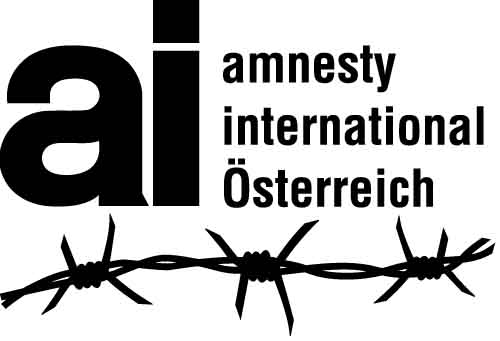 ai
amnesty
international
Österreich